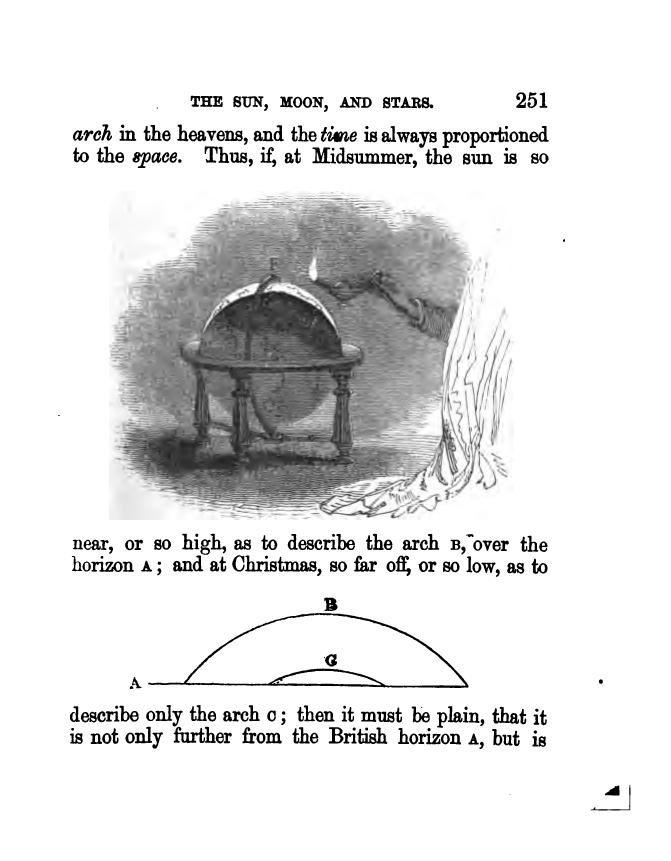 THE SUN, MOON, AND STARS. 251
arch in the heavens, and the time is always proportioned
to the space. Thus, if, at Midsummer, the sun is so
near, or so high, as to describe the arch B, over the
horizon A; and at Christmas, so far off, or so low, as to
B
C
A
describe only the arch C; then it must be plain, that it
is not only further from the British horizon A, but is